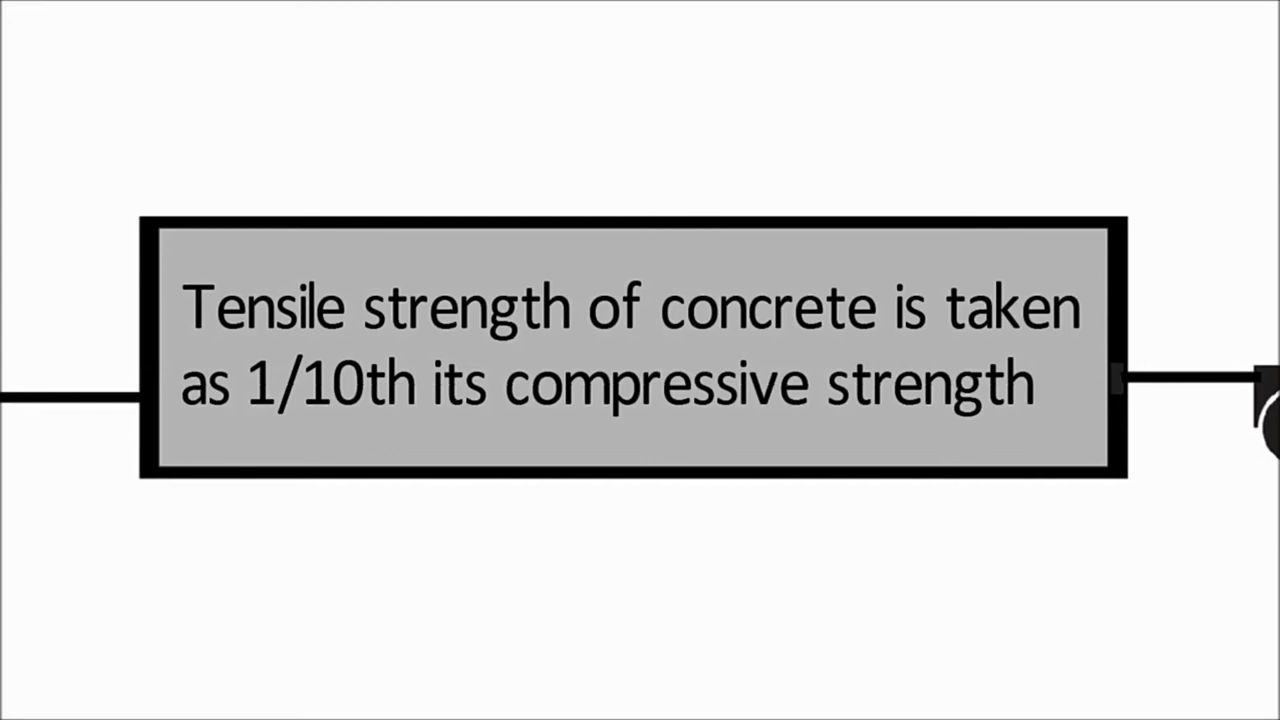 Tensile strength of concrete is taken
as 1/10th its compressive strength